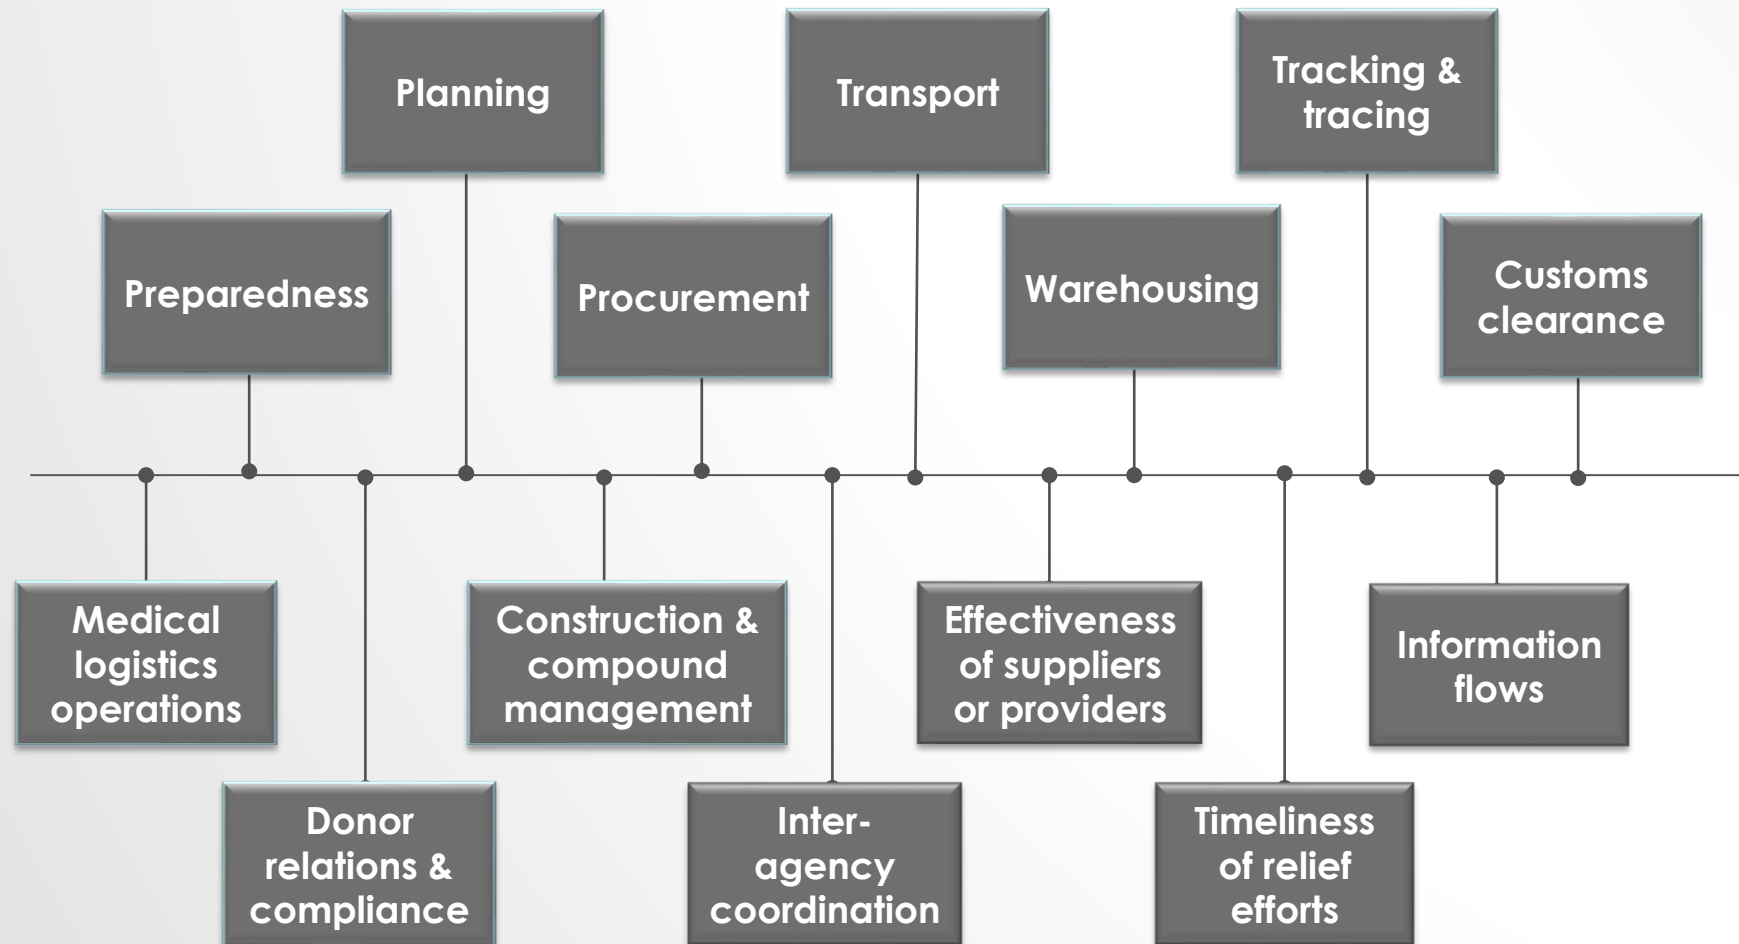 Planning
Transport
Tracking &
tracing
Preparedness
Procurement
Warehousing
Customs
clearance
Medical
logistics
operations
Construction &
compound
management
Effectiveness
of suppliers
or providers
Information
flows
Donor
relations &
compliance
Inter-
agency
coordination
Timeliness
of relief
efforts